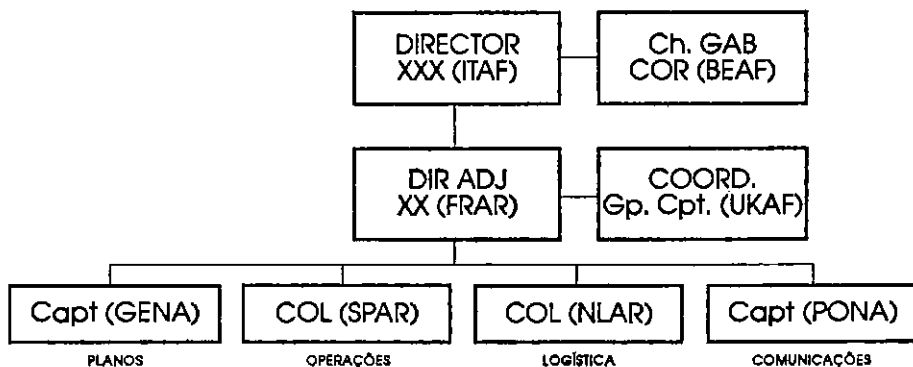 DIRECTOR
XXX (ITAF)
Ch. GAB
COR (BEAF)
DIR ADJ
XX (FRAR)
COORD.
Gp. Cpt. (UKAF)
Capt (GENA)
COL (SPAR)
COL (NLAR)
Capt (PONA)
PLANOS
OPERAÇÕES
LOGÍSTICA
COMUNICAÇÕES